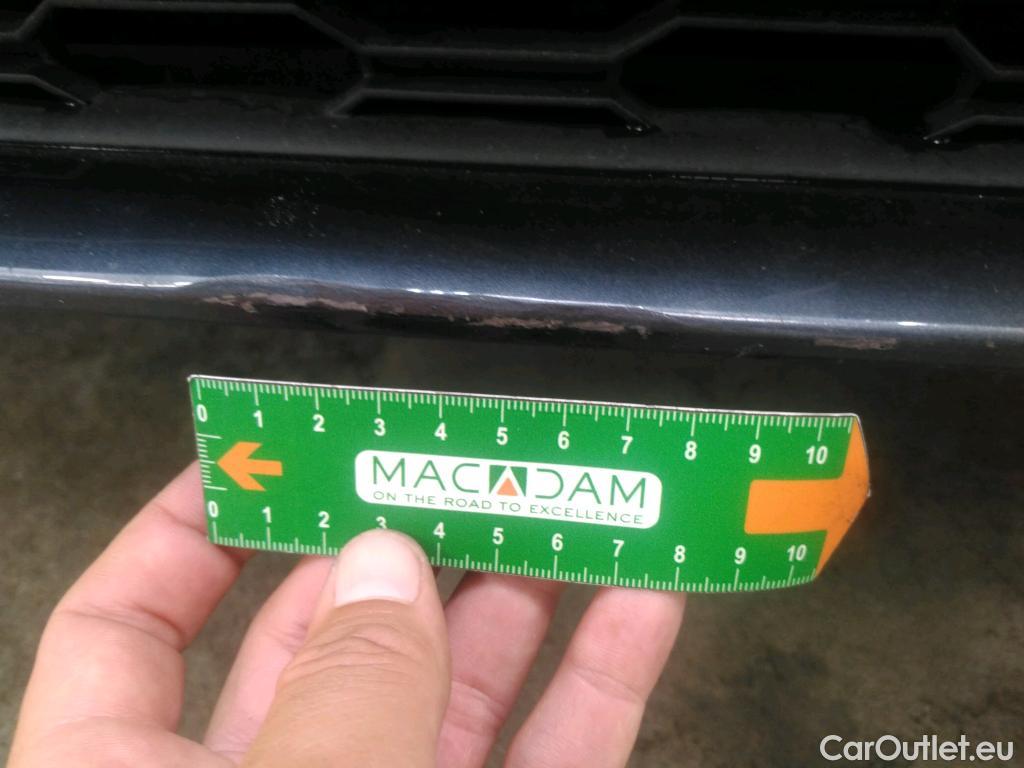 0 1 2 3 4 5 6 7 8 9 10
MACADAM
ON THE ROAD TO EXCELLENCE
0 1 2 3 4 5 6 7 8 9 10
CarOutlet.eu